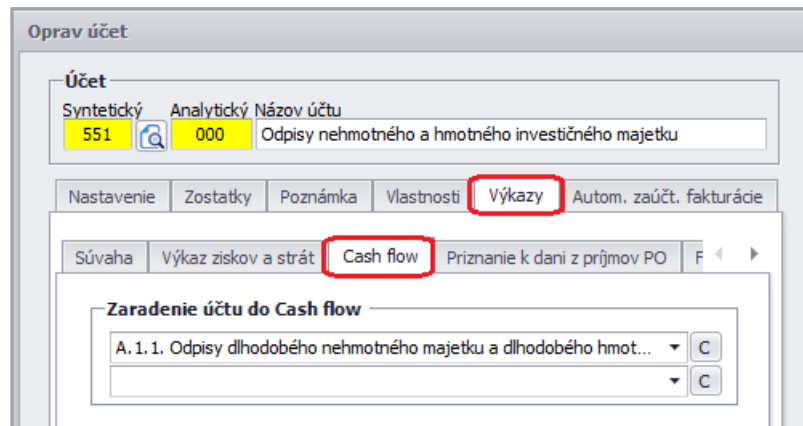 Oprav účet
Účet
Syntetický Analytický Názov účtu
551 000 Odpisy nehmotného a hmotného investičného majetku
Nastavenie Zostatky Poznámka Vlastnosti Výkazy Autom. zaúčt. fakturácie
Súvaha Výkaz ziskov a strát Cash flow Priznanie k dani z príjmov PO F
Zaradenie účtu do Cash flow
A.1.1. Odpisy dlhodobého nehmotného majetku a dlhodobého hmot... C
C